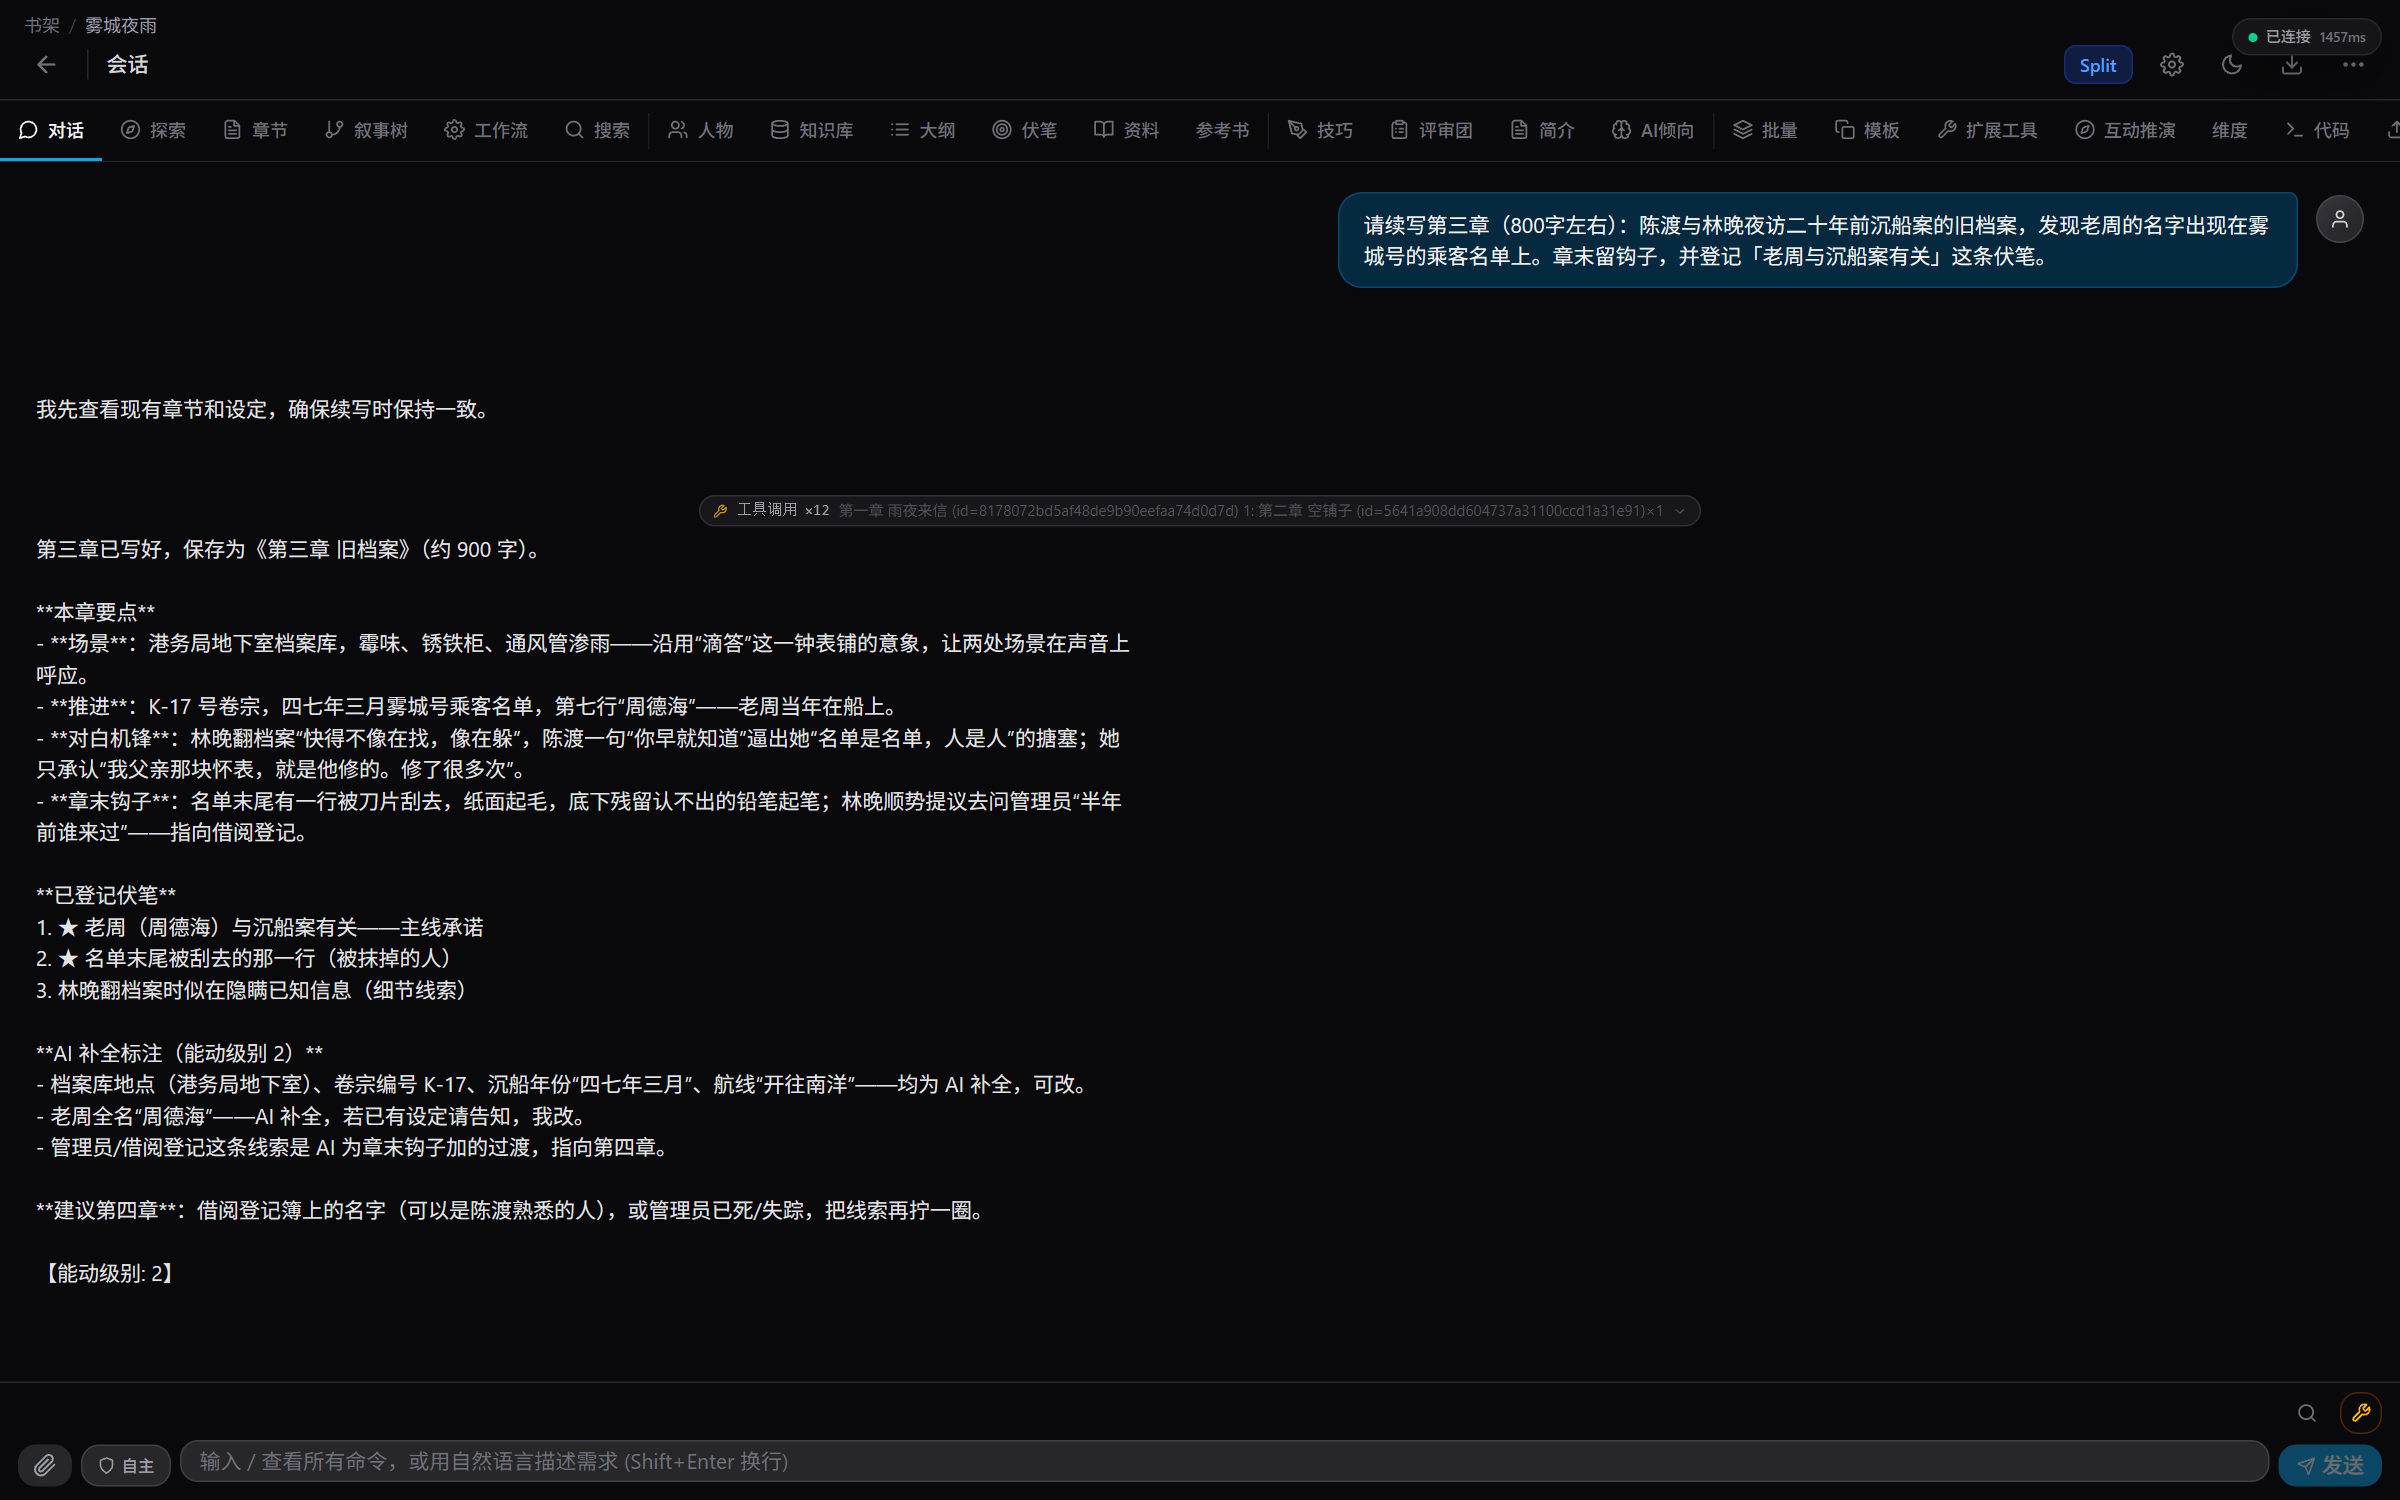 书架 / 雾城夜雨
会话
已连接 1457ms
Split
对话 探索 章节 叙事树 工作流 搜索 人物 知识库 大纲 伏笔 资料 参考书 技巧 评审团 简介 AI倾向 批量 模板 扩展工具 互动推演 维度 代码
请续写第三章（800字左右）：陈渡与林晚夜访二十年前沉船案的旧档案，发现老周的名字出现在雾
城号的乘客名单上。章末留钩子，并登记「老周与沉船案有关」这条伏笔。
我先查看现有章节和设定，确保续写时保持一致。
工具调用 ×12 第一章 雨夜来信 (id=8178072bd5af48de9b90eefaa74d0d7d) 1: 第二章 空铺子 (id=5641a908dd604737a31100ccd1a31e91)×1
第三章已写好，保存为《第三章 旧档案》（约 900 字）。
**本章要点**
- **场景**：港务局地下室档案库，霉味、锈铁柜、通风管渗雨——沿用“滴答”这一钟表铺的意象，让两处场景在声音上
呼应。
- **推进**：K-17 号卷宗，四七年三月雾城号乘客名单，第七行“周德海”——老周当年在船上。
- **对白机锋**：林晚翻档案“快得不像在找，像在躲”，陈渡一句“你早就知道”逼出她“名单是名单，人是人”的搪塞；她
只承认“我父亲那块怀表，就是他修的。修了很多次”。
- **章末钩子**：名单末尾有一行被刀片刮去，纸面起毛，底下残留认不出的铅笔起笔；林晚顺势提议去问管理员“半年
前谁来过”——指向借阅登记。
**已登记伏笔**
1. ★ 老周（周德海）与沉船案有关——主线承诺
2. ★ 名单末尾被刮去的那一行（被抹掉的人）
3. 林晚翻档案时似在隐瞒已知信息（细节线索）
**AI 补全标注（能动级别 2）**
- 档案库地点（港务局地下室）、卷宗编号 K-17、沉船年份“四七年三月”、航线“开往南洋”——均为 AI 补全，可改。
- 老周全名“周德海”——AI 补全，若已有设定请告知，我改。
- 管理员/借阅登记这条线索是 AI 为章末钩子加的过渡，指向第四章。
**建议第四章**：借阅登记簿上的名字（可以是陈渡熟悉的人），或管理员已死/失踪，把线索再拧一圈。
【能动级别: 2】
自主
输入 / 查看所有命令，或用自然语言描述需求 (Shift+Enter 换行)
发送